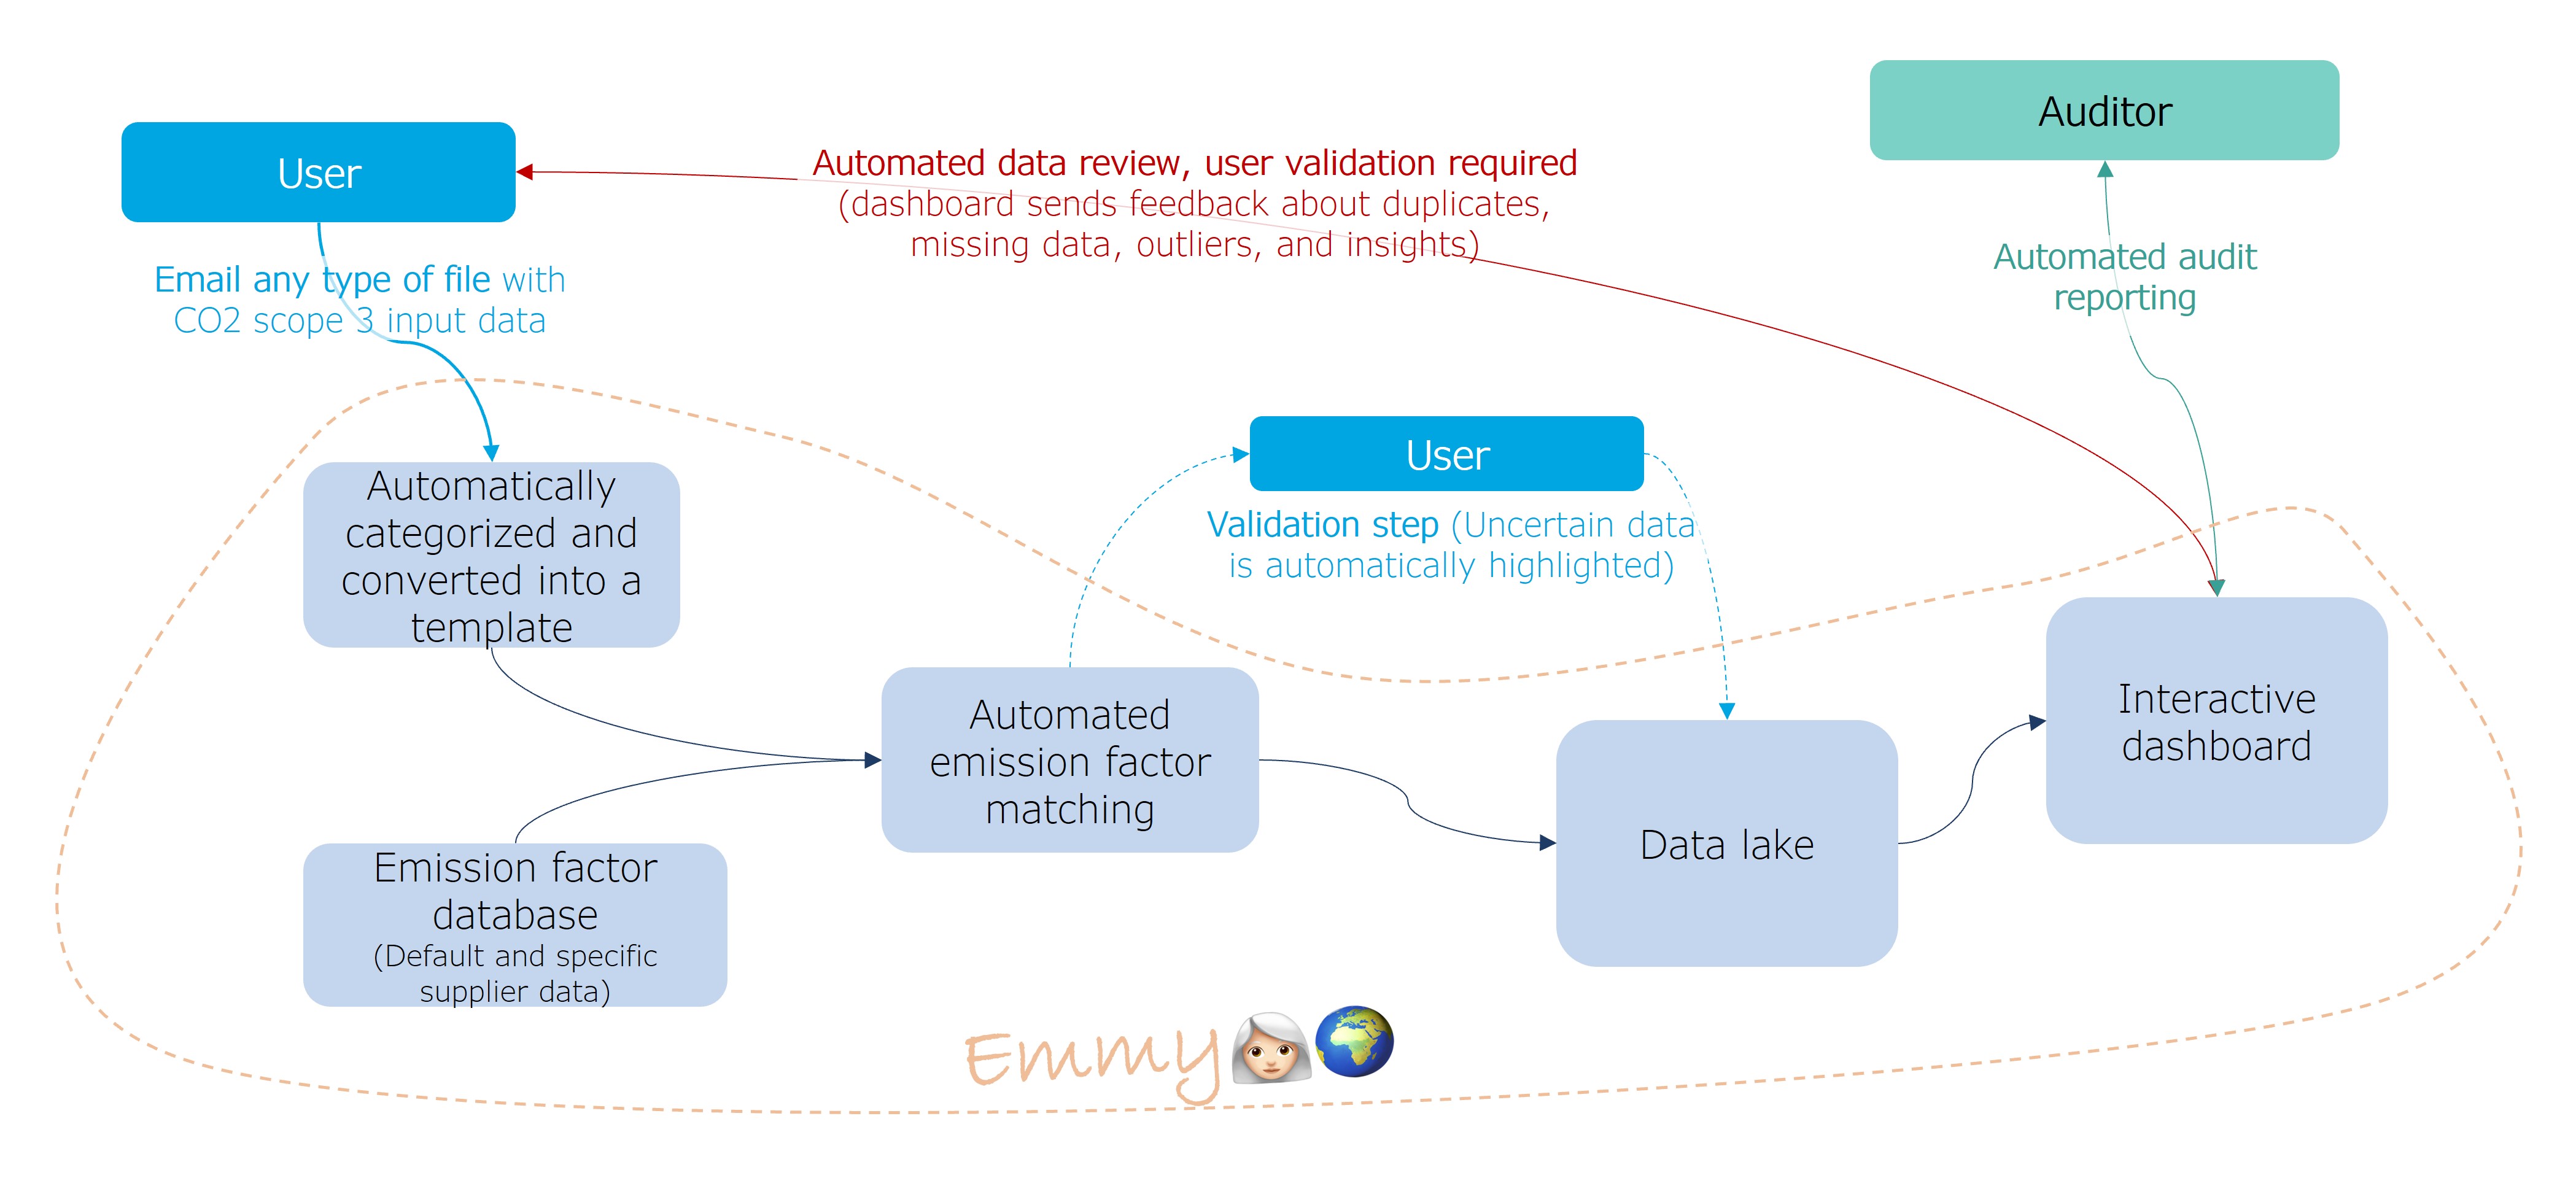 Auditor
User
Automated data review, user validation required
(dashboard sends feedback about duplicates,
missing data, outliers, and insights)
Automated audit
reporting
Email any type of file with
CO2 scope 3 input data
User
Validation step (Uncertain data
is automatically highlighted)
Automatically
categorized and
converted into a
template
Automated
emission factor
matching
Interactive
dashboard
Data lake
Emission factor
database
(Default and specific
supplier data)
Emmy